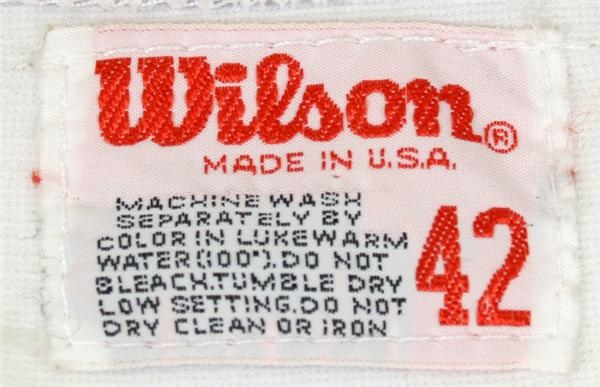 Wilson®
MADE IN U.S.A.
MACHINE WASH
SEPARATELY BY
COLOR IN LUKEWARM
WATER(100°).DO NOT
BLEACH.TUMBLE DRY
LOW SETTING.DO NOT
DRY CLEAN OR IRON
42